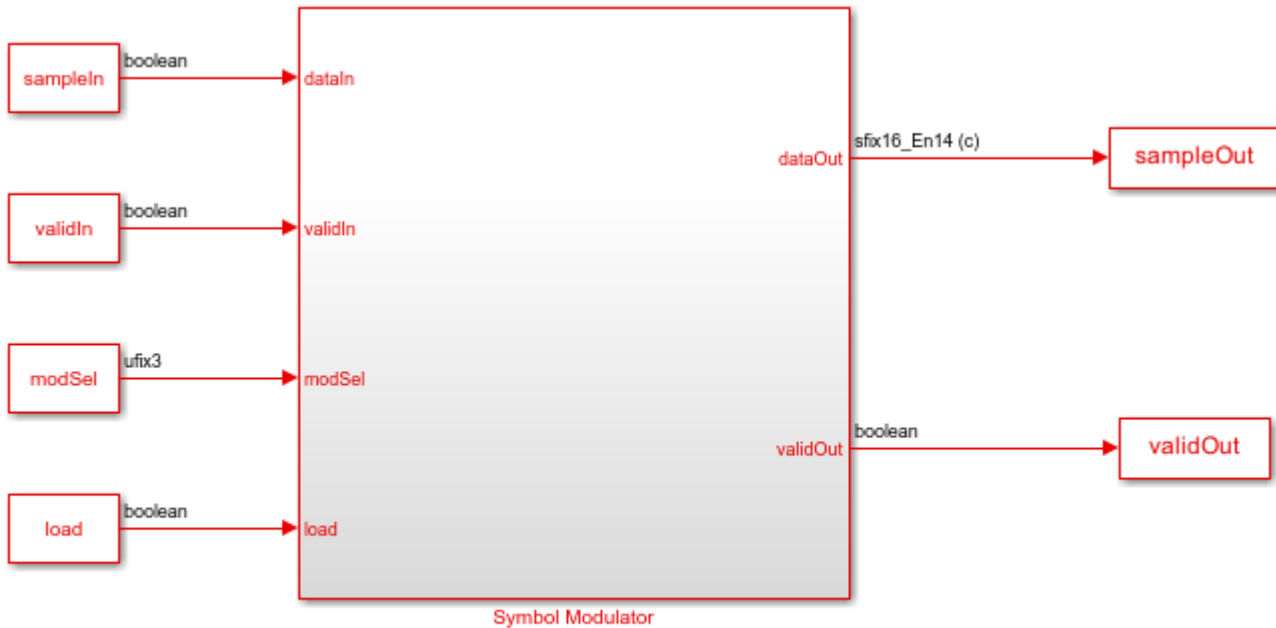 sampleIn
boolean
dataIn
validIn
boolean
validIn
modSel
ufix3
modSel
load
boolean
load
dataOut
sfix16_En14 (c)
sampleOut
validOut
boolean
validOut
Symbol Modulator